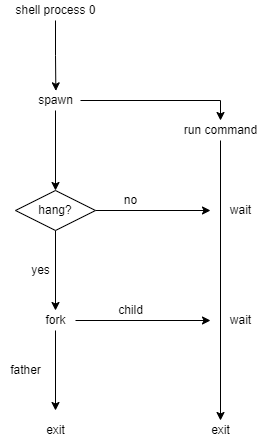 shell process 0
spawn
run command
hang?
no
wait
yes
fork
child
wait
father
exit
exit